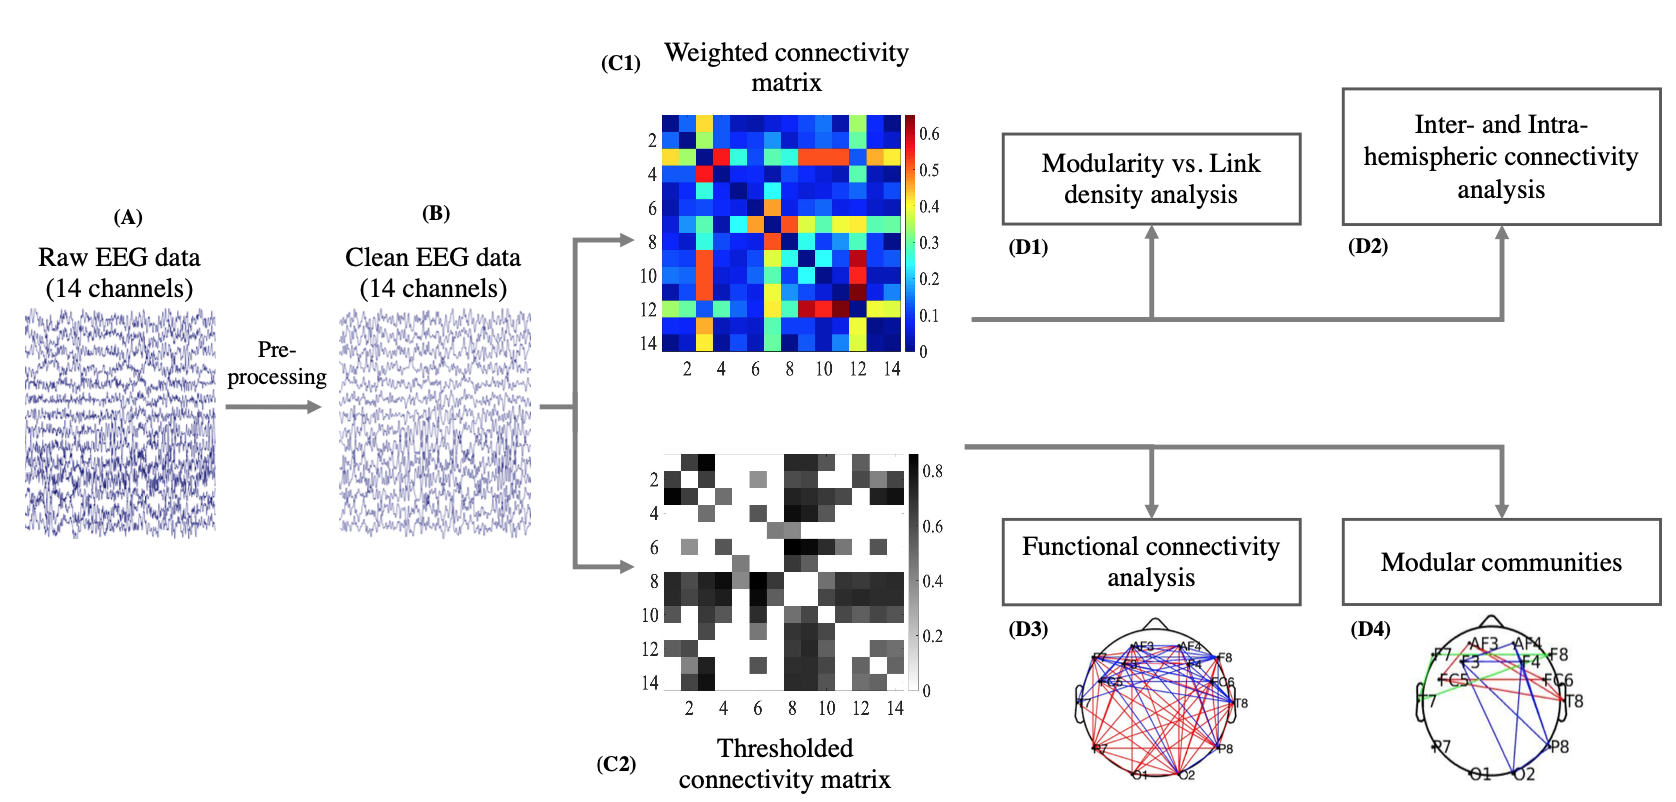 (A)
Raw EEG data
(14 channels)
Pre-
processing
(B)
Clean EEG data
(14 channels)
(C1)
Weighted connectivity
matrix
2
4
6
8
10
12
14
2 4 6 8 10 12 14
0.6
0.5
0.4
0.3
0.2
0.1
0
(C2)
Thresholded
connectivity matrix
2
4
6
8
10
12
14
2 4 6 8 10 12 14
0.8
0.6
0.4
0.2
0
Modularity vs. Link
density analysis
(D1)
Inter- and Intra-
hemispheric connectivity
analysis
(D2)
Functional connectivity
analysis
(D3)
AF3 AF4
F7 F8
F3 F4
FC5 FC6
T7 T8
P7 P8
O1 O2
Modular communities
(D4)
AF3 AF4
F7 F8
F3 F4
FC5 FC6
T7 T8
P7 P8
O1 O2